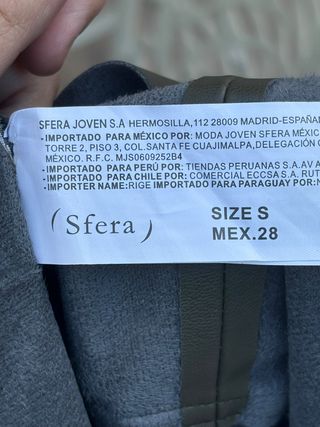 SFERA JOVEN S.A HERMOSILLA,112 28009 MADRID-ESPAÑA
- IMPORTADO PARA MÉXICO POR: MODA JOVEN SFERA MÉXICO
TORRE 2, PISO 3, COL.SANTA FE CUAJIMALPA,DELEGACIÓN
MÉXICO. R.F.C. MJS0609252B4
- IMPORTADO PARA PERÚ POR: TIENDAS PERUANAS S.A AV A
- IMPORTADO PARA CHILE POR: COMERCIAL ECCSA S.A. RUT
- IMPORTER NAME:RIGE IMPORTADO PARA PARAGUAY POR:
(Sfera)
SIZE S
MEX.28